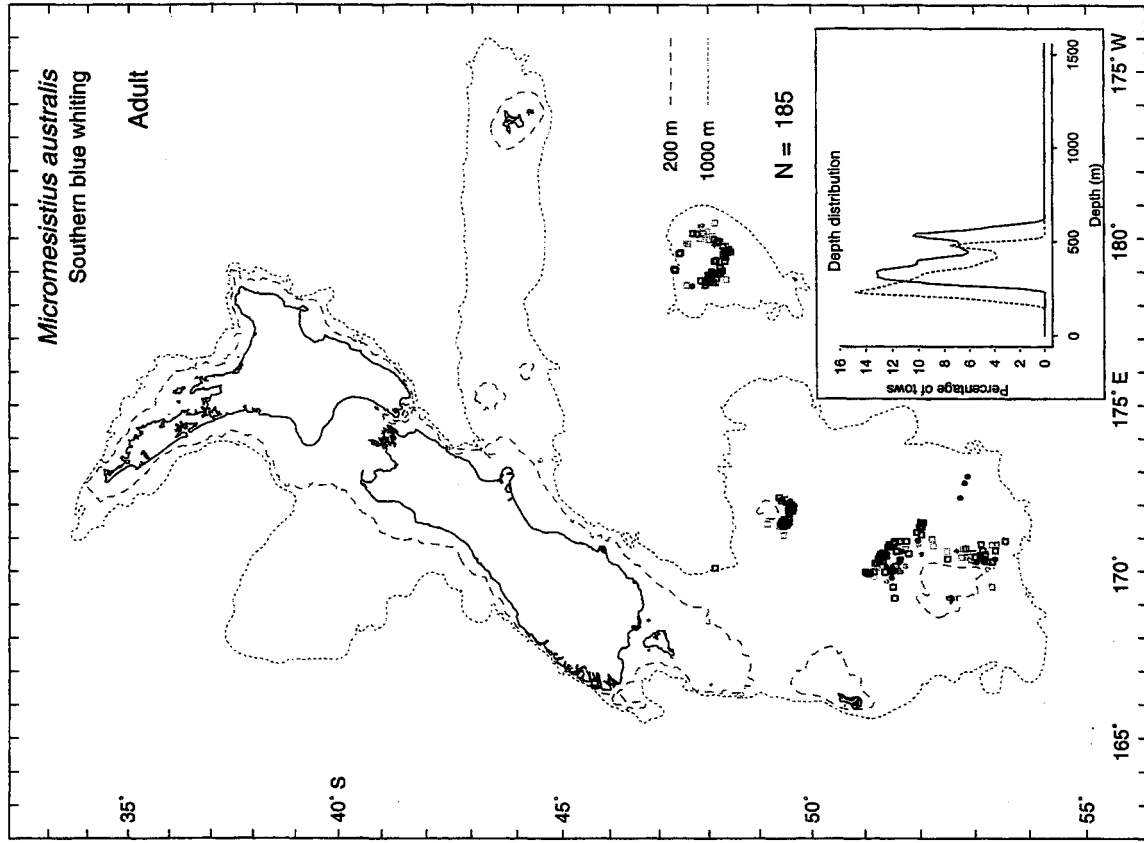 Micromesistius australis
Southern blue whiting
Adult
35°
40° S
45°
50°
55°
165°
170°
175° E
180°
175° W
200 m
1000 m
N = 185
Depth distribution
Percentage of tows
16
14
12
10
8
6
4
2
0
0
500
1000
1500
Depth (m)